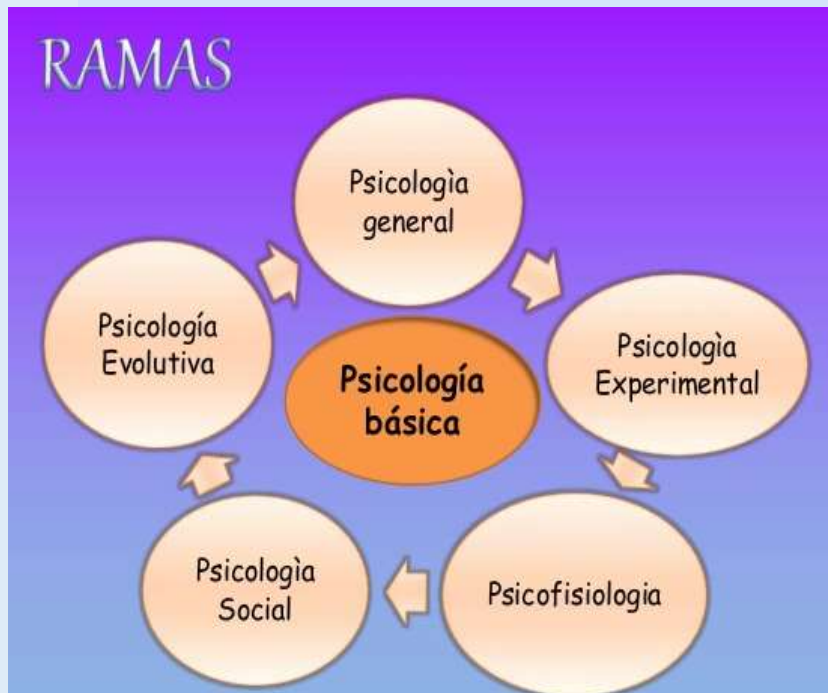 RAMAS
Psicologìa
general
Psicologìa
Experimental
Psicofisiologia
Psicologìa
Social
Psicología
Evolutiva
Psicología
básica